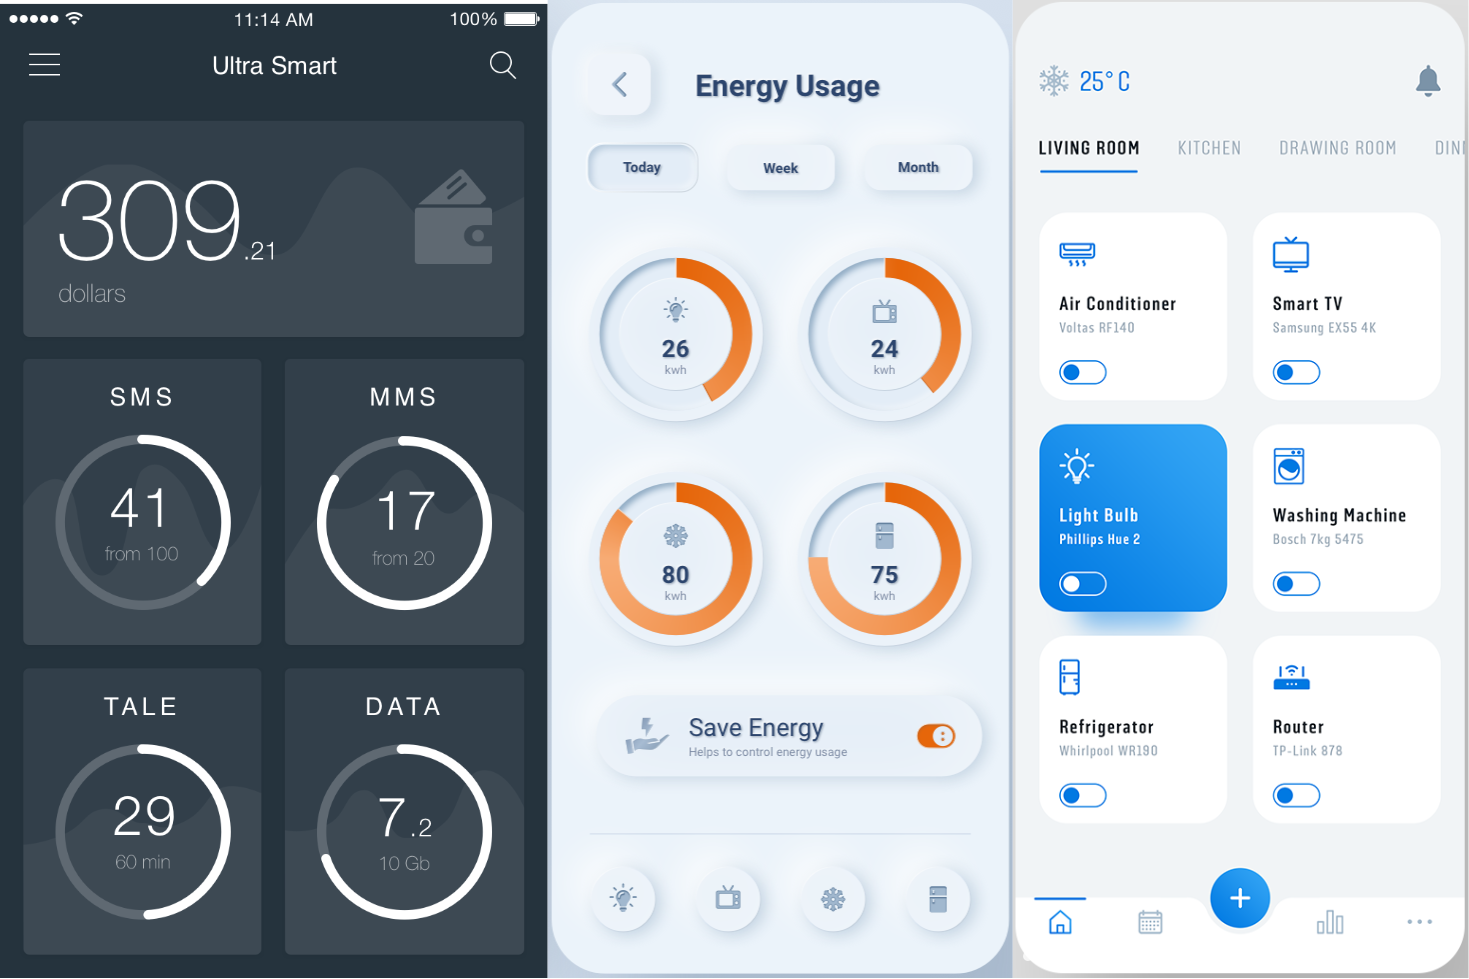 11:14 AM
100%
Ultra Smart
309.21
dollars
SMS
41
from 100
MMS
17
from 20
TALE
29
60 min
DATA
7.2
10 Gb
Energy Usage
Today
Week
Month
26
kwh
24
kwh
80
kwh
75
kwh
Save Energy
Helps to control energy usage
25° C
LIVING ROOM KITCHEN DRAWING ROOM DINI
Air Conditioner
Voltas RF140
Smart TV
Samsung EX55 4K
Light Bulb
Phillips Hue 2
Washing Machine
Bosch 7kg 5475
Refrigerator
Whirlpool WR190
Router
TP-Link 878